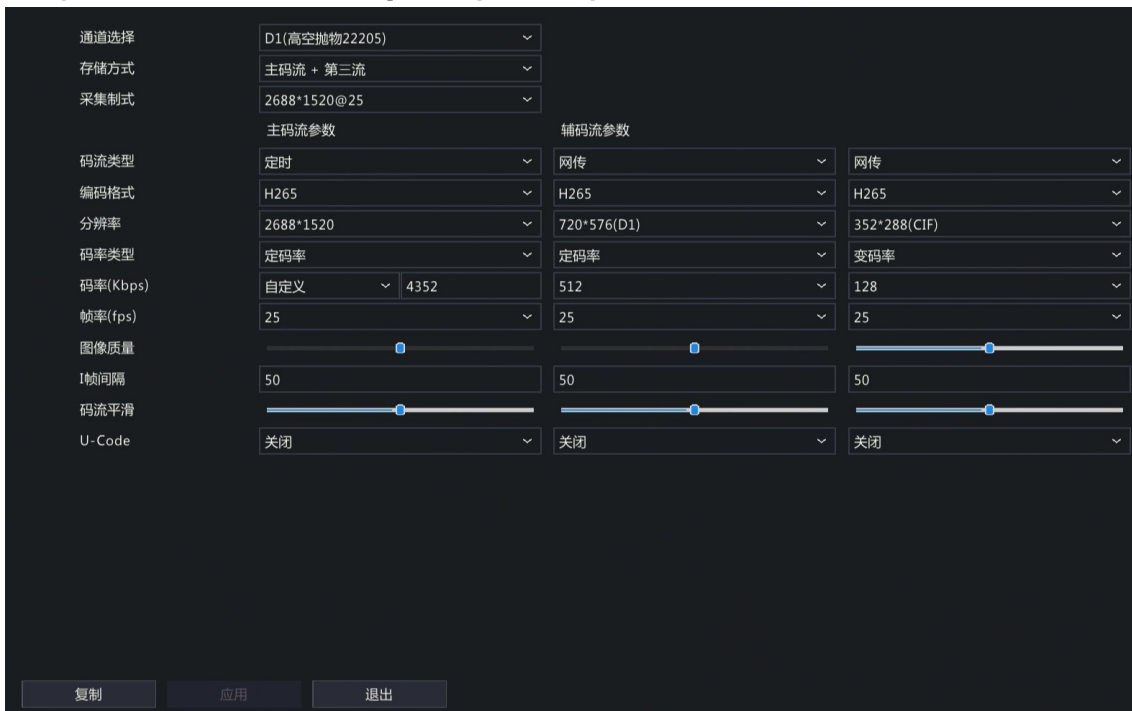 通道选择 D1(高空抛物22205)
存储方式 主码流 + 第三流
采集制式 2688*1520@25
主码流参数 辅码流参数
码流类型 定时 网传 网传
编码格式 H265 H265 H265
分辨率 2688*1520 720*576(D1) 352*288(CIF)
码率类型 定码率 定码率 变码率
码率(Kbps) 自定义 4352 512 128
帧率(fps) 25 25 25
图像质量
I帧间隔 50 50 50
码流平滑
U-Code 关闭 关闭 关闭
复制 应用 退出